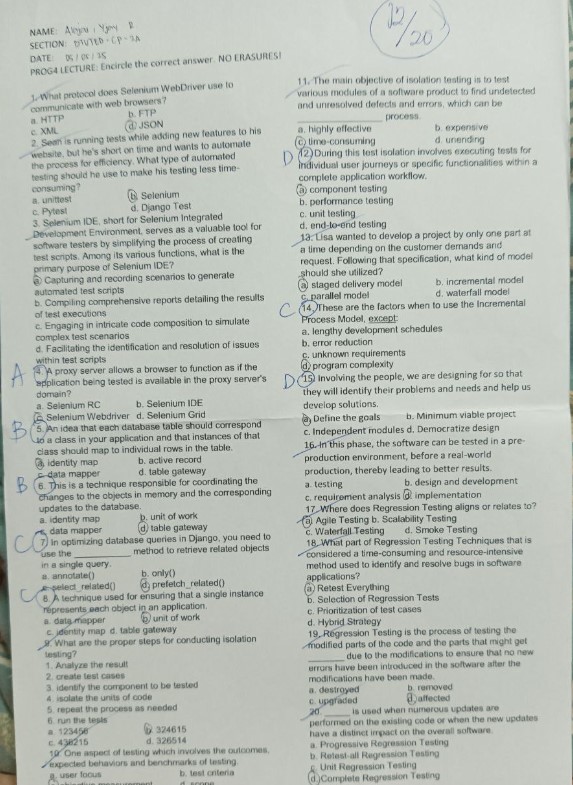 NAME:
SECTION:
DATE:
12/20
PROG4 LECTURE: Encircle the correct answer. NO ERASURES!
1. What protocol does Selenium WebDriver use to
communicate with web browsers?
a. HTTP b. FTP
c. XML d. JSON
2. Sean is running tests while adding new features to his
website, but he's short on time and wants to automate
the process for efficiency. What type of automated
testing should he use to make his testing less time-
consuming?
a. unittest b. Selenium
c. Pytest d. Django Test
3. Selenium IDE, short for Selenium Integrated
Development Environment, serves as a valuable tool for
software testers by simplifying the process of creating
test scripts. Among its various functions, what is the
primary purpose of Selenium IDE?
a. Capturing and recording scenarios to generate
automated test scripts
b. Compiling comprehensive reports detailing the results
of test executions
c. Engaging in intricate code composition to simulate
complex test scenarios
d. Facilitating the identification and resolution of issues
within test scripts
A 4. A proxy server allows a browser to function as if the
application being tested is available in the proxy server's
domain?
a. Selenium RC b. Selenium IDE
c. Selenium Webdriver d. Selenium Grid
B 5. An idea that each database table should correspond
to a class in your application and that instances of that
class should map to individual rows in the table.
a. identity map b. active record
c. data mapper d. table gateway
B 6. This is a technique responsible for coordinating the
changes to the objects in memory and the corresponding
updates to the database.
a. identity map b. unit of work
c. data mapper d. table gateway
C 7. In optimizing database queries in Django, you need to
use the __________ method to retrieve related objects
in a single query.
a. annotate() b. only()
c. select_related() d. prefetch_related()
C 8. A technique used for ensuring that a single instance
represents each object in an application.
a. data mapper b. unit of work
c. identity map d. table gateway
9. What are the proper steps for conducting isolation
testing?
1. Analyze the result
2. create test cases
3. identify the component to be tested
4. isolate the units of code
5. repeat the process as needed
6. run the tests
a. 123456 b. 324615
c. 436215 d. 326514
10. One aspect of testing which involves the outcomes,
expected behaviors and benchmarks of testing.
a. user focus b. test criteria
d. scope
11. The main objective of isolation testing is to test
various modules of a software product to find undetected
and unresolved defects and errors, which can be
__________ process.
a. highly effective b. expensive
c. time-consuming d. unending
D 12. During this test isolation involves executing tests for
individual user journeys or specific functionalities within a
complete application workflow.
a. component testing
b. performance testing
c. unit testing
d. end-to-end testing
13. Lisa wanted to develop a project by only one part at
a time depending on the customer demands and
request. Following that specification, what kind of model
should she utilized?
a. staged delivery model b. incremental model
c. parallel model d. waterfall model
C 14. These are the factors when to use the Incremental
Process Model, except:
a. lengthy development schedules
b. error reduction
c. unknown requirements
d. program complexity
D 15. Involving the people, we are designing for so that
they will identify their problems and needs and help us
develop solutions.
a. Define the goals b. Minimum viable project
c. Independent modules d. Democratize design
16. In this phase, the software can be tested in a pre-
production environment, before a real-world
production, thereby leading to better results.
a. testing b. design and development
c. requirement analysis d. implementation
17. Where does Regression Testing aligns or relates to?
a. Agile Testing b. Scalability Testing
c. Waterfall Testing d. Smoke Testing
18. What part of Regression Testing Techniques that is
considered a time-consuming and resource-intensive
method used to identify and resolve bugs in software
applications?
a. Retest Everything
b. Selection of Regression Tests
c. Prioritization of test cases
d. Hybrid Strategy
19. Regression Testing is the process of testing the
modified parts of the code and the parts that might get
_______ due to the modifications to ensure that no new
errors have been introduced in the software after the
modifications have been made.
a. destroyed b. removed
c. upgraded d. affected
20. _____ is used when numerous updates are
performed on the existing code or when the new updates
have a distinct impact on the overall software.
a. Progressive Regression Testing
b. Retest-all Regression Testing
c. Unit Regression Testing
d. Complete Regression Testing